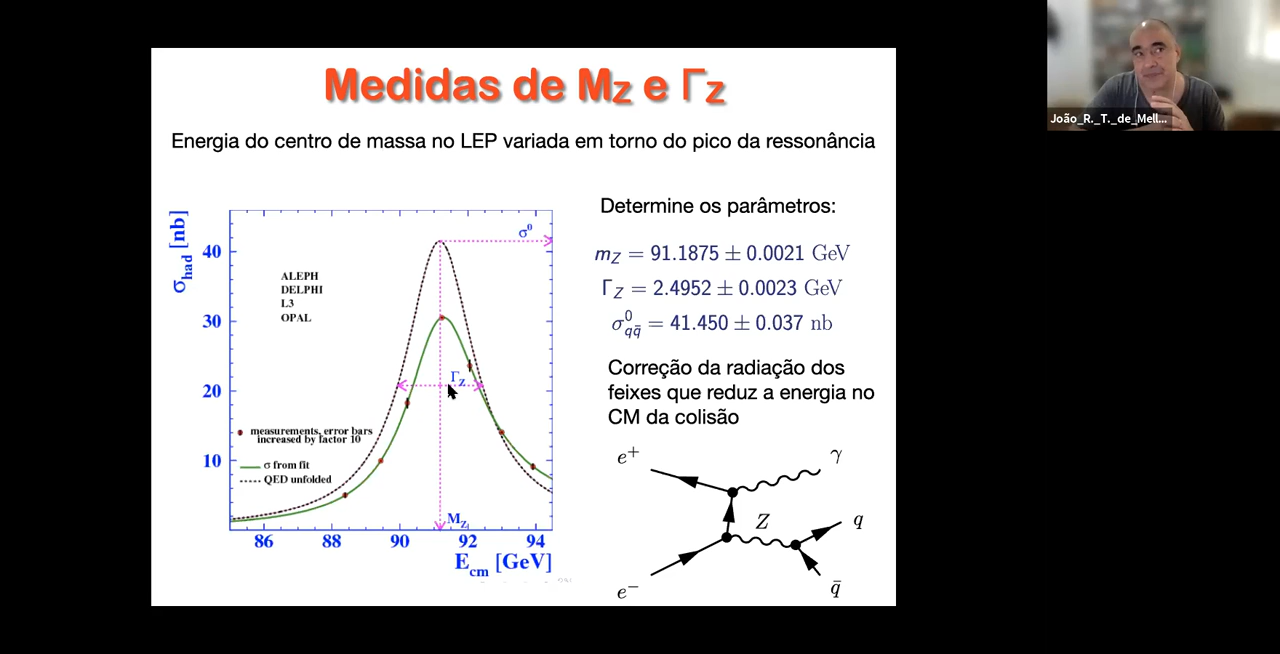 Medidas de MZ e ΓZ
Energia do centro de massa no LEP variada em torno do pico da ressonância
João_R._T._de_Mell...
σhad [nb]
40
30
20
10
σ⁰
ALEPH
DELPHI
L3
OPAL
ΓZ
measurements, error bars
increased by factor 10
σ from fit
QED unfolded
MZ
86
88
90
92
94
Ecm [GeV]
Determine os parâmetros:
mZ = 91.1875 ± 0.0021 GeV
ΓZ = 2.4952 ± 0.0023 GeV
σ⁰qq̄ = 41.450 ± 0.037 nb
Correção da radiação dos
feixes que reduz a energia no
CM da colisão
e⁺
γ
Z
q
e⁻
q̄